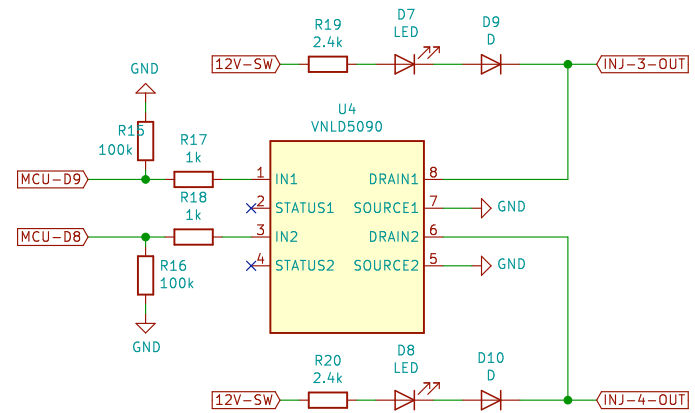 R19
2.4k
D7
LED
D9
D
12V-SW
INJ-3-OUT
GND
R15
100k
R17
1k
U4
VNLD5090
MCU-D9
1
IN1
DRAIN1
8
R18
1k
2
STATUS1
SOURCE1
7
GND
MCU-D8
3
IN2
DRAIN2
6
R16
100k
4
STATUS2
SOURCE2
5
GND
GND
R20
2.4k
D8
LED
D10
D
12V-SW
INJ-4-OUT